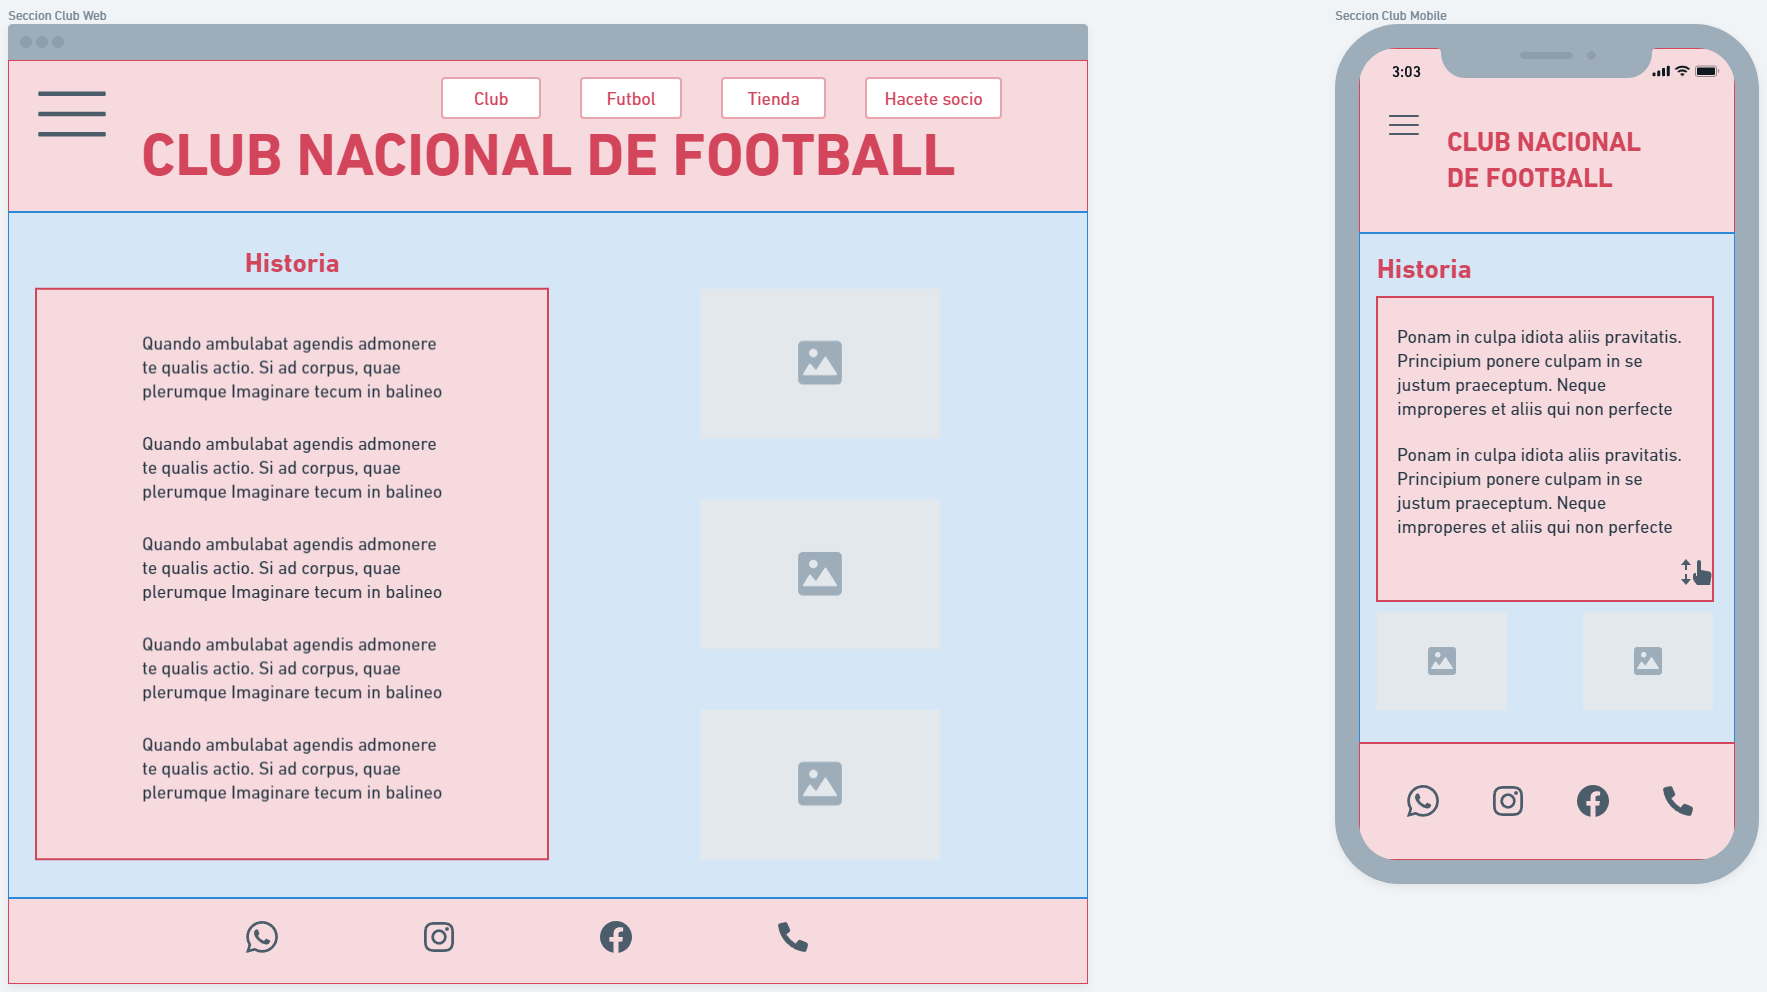 Seccion Club Web
Club
Futbol
Tienda
Hacete socio
CLUB NACIONAL DE FOOTBALL
Historia
Quando ambulabat agendis admonere
te qualis actio. Si ad corpus, quae
plerumque Imaginare tecum in balineo
Quando ambulabat agendis admonere
te qualis actio. Si ad corpus, quae
plerumque Imaginare tecum in balineo
Quando ambulabat agendis admonere
te qualis actio. Si ad corpus, quae
plerumque Imaginare tecum in balineo
Quando ambulabat agendis admonere
te qualis actio. Si ad corpus, quae
plerumque Imaginare tecum in balineo
Quando ambulabat agendis admonere
te qualis actio. Si ad corpus, quae
plerumque Imaginare tecum in balineo
Seccion Club Mobile
3:03
CLUB NACIONAL
DE FOOTBALL
Historia
Ponam in culpa idiota aliis pravitatis.
Principium ponere culpam in se
justum praeceptum. Neque
improperes et aliis qui non perfecte
Ponam in culpa idiota aliis pravitatis.
Principium ponere culpam in se
justum praeceptum. Neque
improperes et aliis qui non perfecte